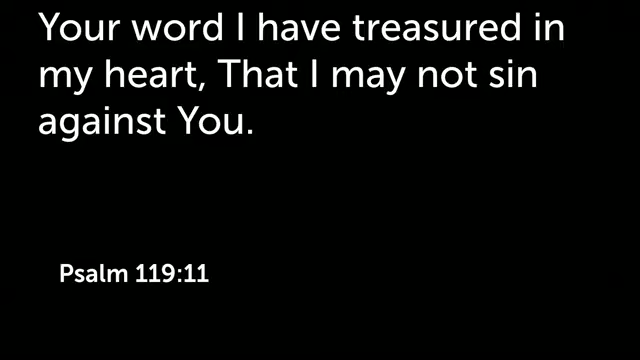 Your word I have treasured in
my heart, That I may not sin
against You.
Psalm 119:11